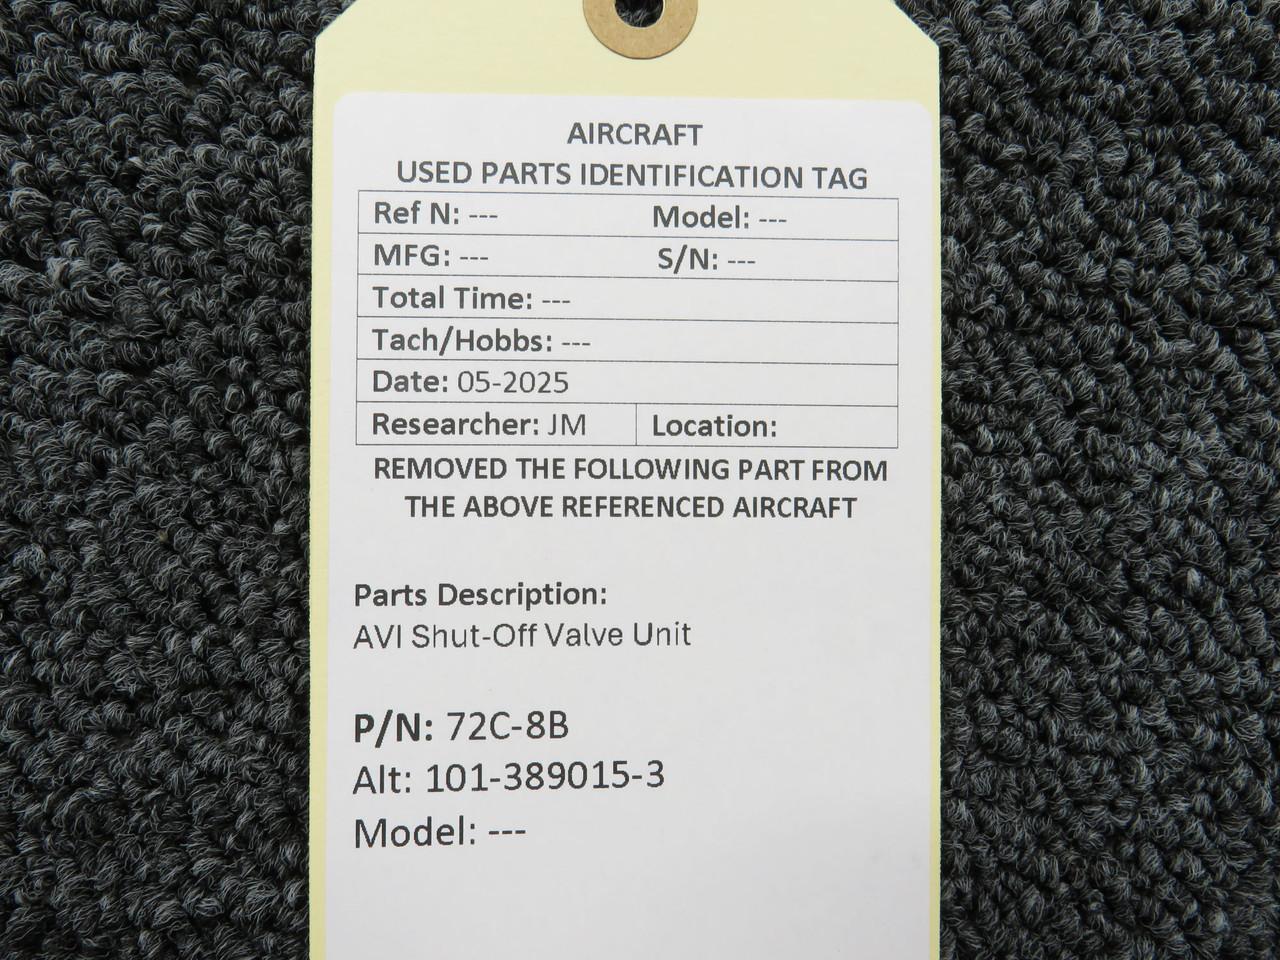 AIRCRAFT
USED PARTS IDENTIFICATION TAG
Ref N: --- Model: ---
MFG: --- S/N: ---
Total Time: ---
Tach/Hobbs: ---
Date: 05-2025
Researcher: JM Location:
REMOVED THE FOLLOWING PART FROM
THE ABOVE REFERENCED AIRCRAFT
Parts Description:
AVI Shut-Off Valve Unit
P/N: 72C-8B
Alt: 101-389015-3
Model: ---